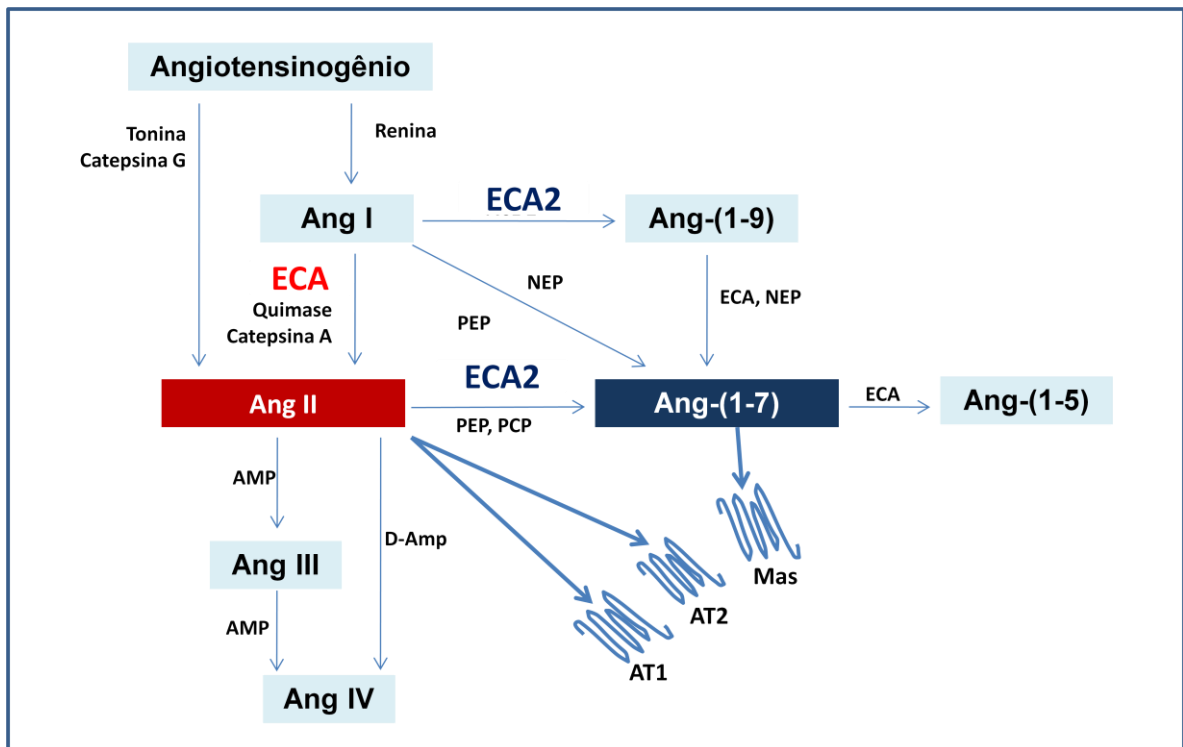 Angiotensinogênio
Tonina
Catepsina G
Renina
Ang I
ECA2
Ang-(1-9)
ECA
Quimase
Catepsina A
NEP
PEP
ECA, NEP
Ang II
ECA2
PEP, PCP
Ang-(1-7)
ECA
Ang-(1-5)
AMP
D-Amp
Ang III
AMP
Ang IV
Mas
AT2
AT1